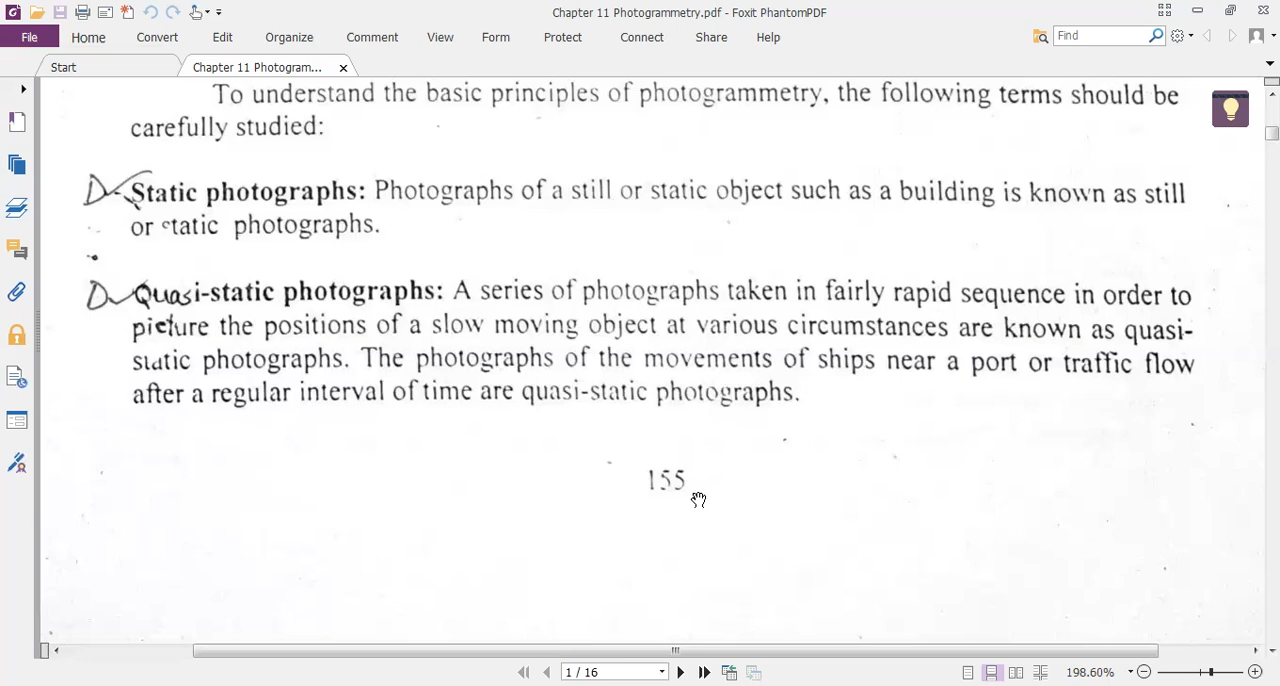 Chapter 11 Photogrammetry.pdf - Foxit PhantomPDF
File Home Convert Edit Organize Comment View Form Protect Connect Share Help Find
Start Chapter 11 Photogram...
To understand the basic principles of photogrammetry, the following terms should be
carefully studied:
D Static photographs: Photographs of a still or static object such as a building is known as still
or static photographs.
D Quasi-static photographs: A series of photographs taken in fairly rapid sequence in order to
picture the positions of a slow moving object at various circumstances are known as quasi-
static photographs. The photographs of the movements of ships near a port or traffic flow
after a regular interval of time are quasi-static photographs.
155
1 / 16 198.60%